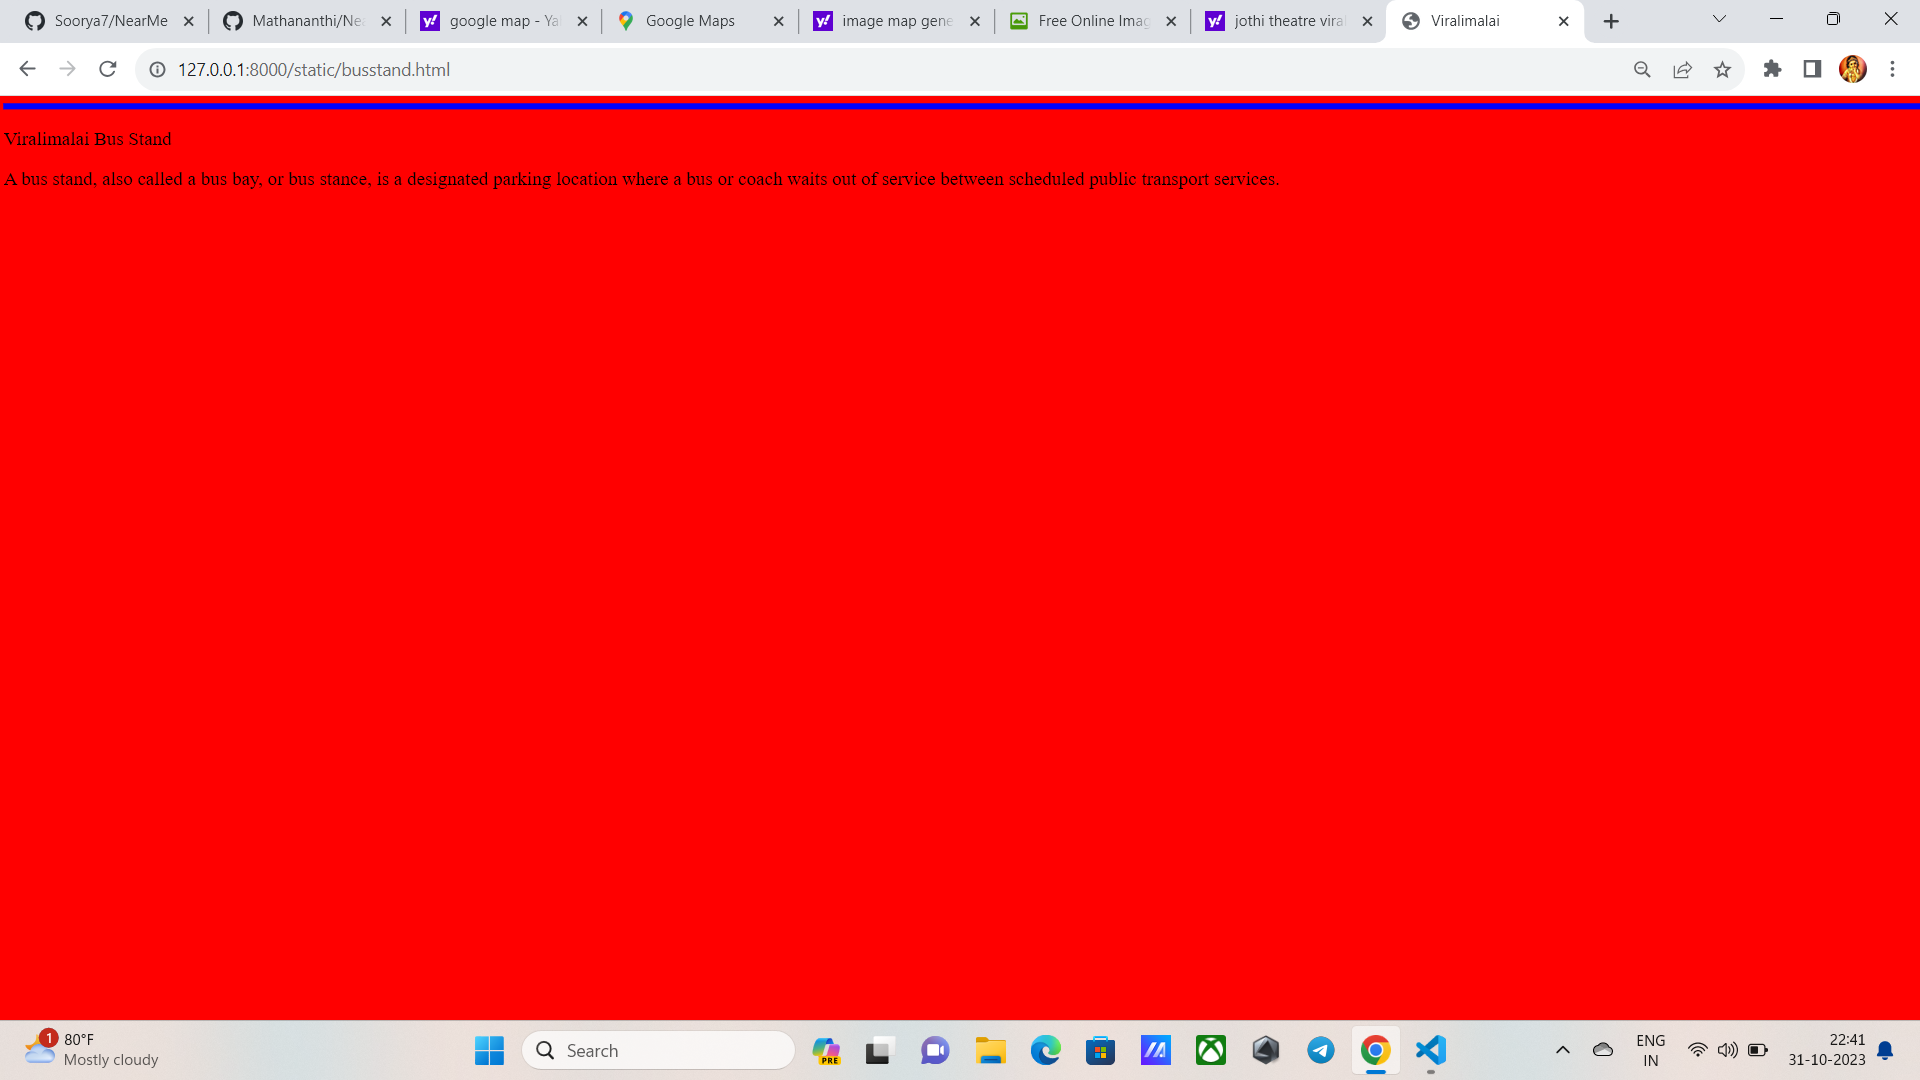 Soorya7/NearMe
Mathananthi/Nea
google map - Yah
Google Maps
image map gene
Free Online Imag
jothi theatre viral
Viralimalai
127.0.0.1:8000/static/busstand.html
Viralimalai Bus Stand
A bus stand, also called a bus bay, or bus stance, is a designated parking location where a bus or coach waits out of service between scheduled public transport services.
1
80°F
Mostly cloudy
Search
PRE
ENG
IN
22:41
31-10-2023